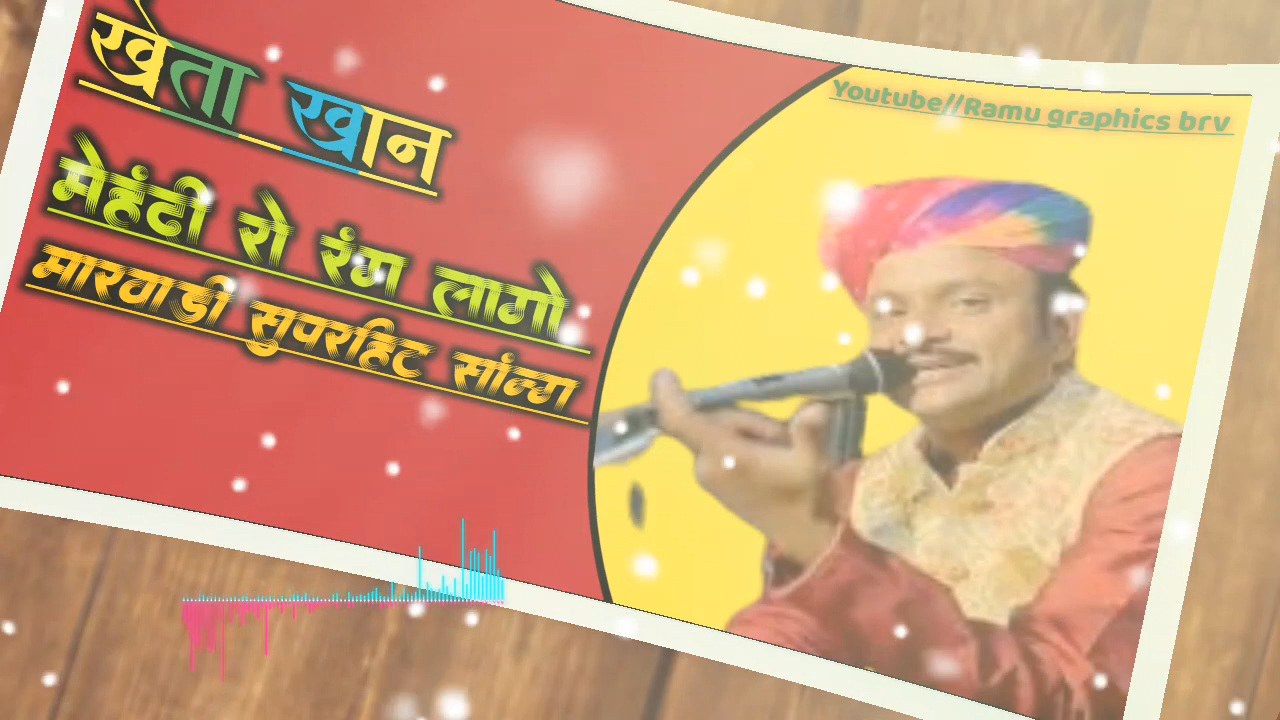 खेता खान
मेहंदी रो रंग लागो
मारवाडी सुपरहिट सांन्ग
Youtube//Ramu graphics brv